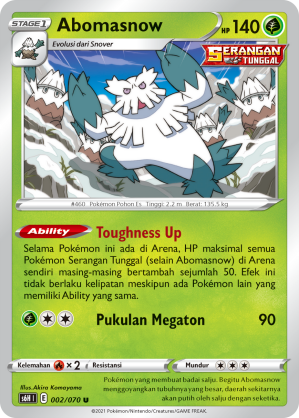 STAGE 1 Abomasnow HP 140
Evolusi dari Snover
SERANGAN
TUNGGAL
#460 Pokémon Pohon Es Tinggi: 2.2 m Berat: 135.5 kg
Ability Toughness Up
Selama Pokémon ini ada di Arena, HP maksimal semua
Pokémon Serangan Tunggal (selain Abomasnow) di Arena
sendiri masing-masing bertambah sejumlah 50. Efek ini
tidak berlaku kelipatan meskipun ada Pokémon lain yang
memiliki Ability yang sama.
Pukulan Megaton 90
Kelemahan ×2 Resistansi Mundur
Illus. Akira Komayama
S6H I E 002/070 U
Pokémon yang membuat badai salju. Begitu Abomasnow
menggoyangkan tubuhnya yang besar, daerah sekitarnya
akan putih oleh salju dengan seketika.
©2021 Pokémon/Nintendo/Creatures/GAME FREAK